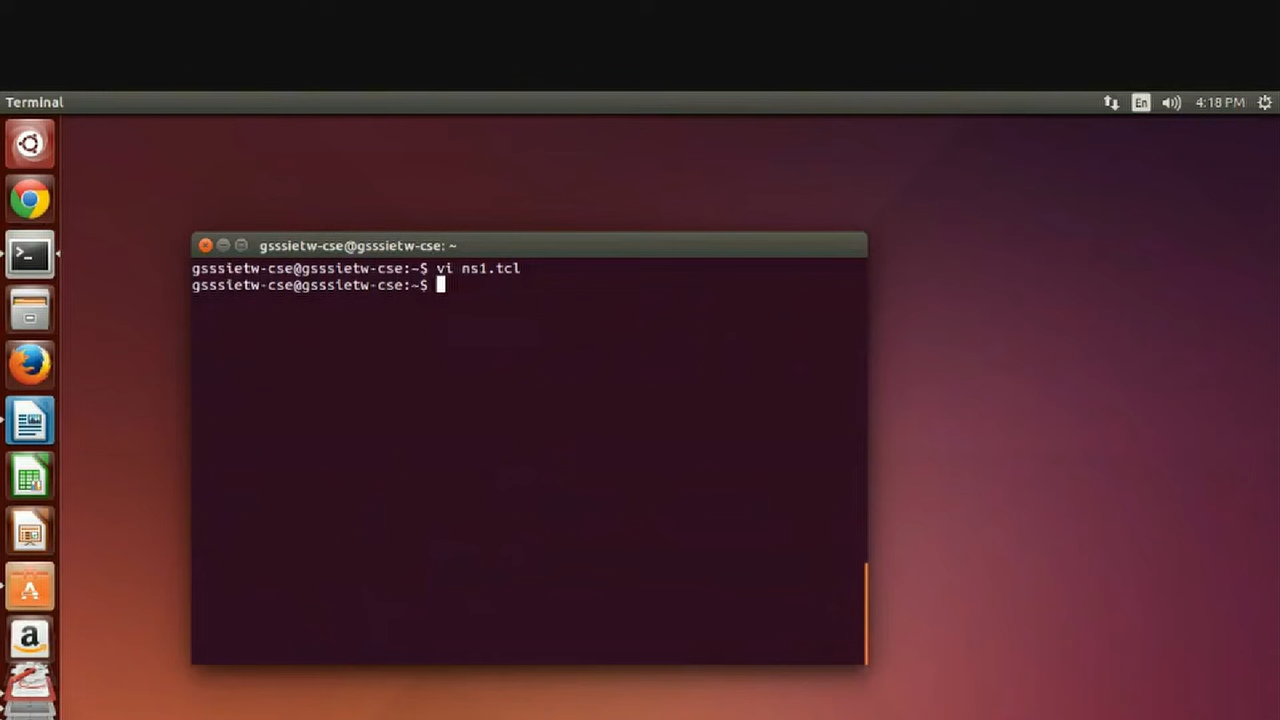 Terminal
En
4:18 PM
gsssietw-cse@gsssietw-cse: ~
gsssietw-cse@gsssietw-cse:~$ vi ns1.tcl
gsssietw-cse@gsssietw-cse:~$
a